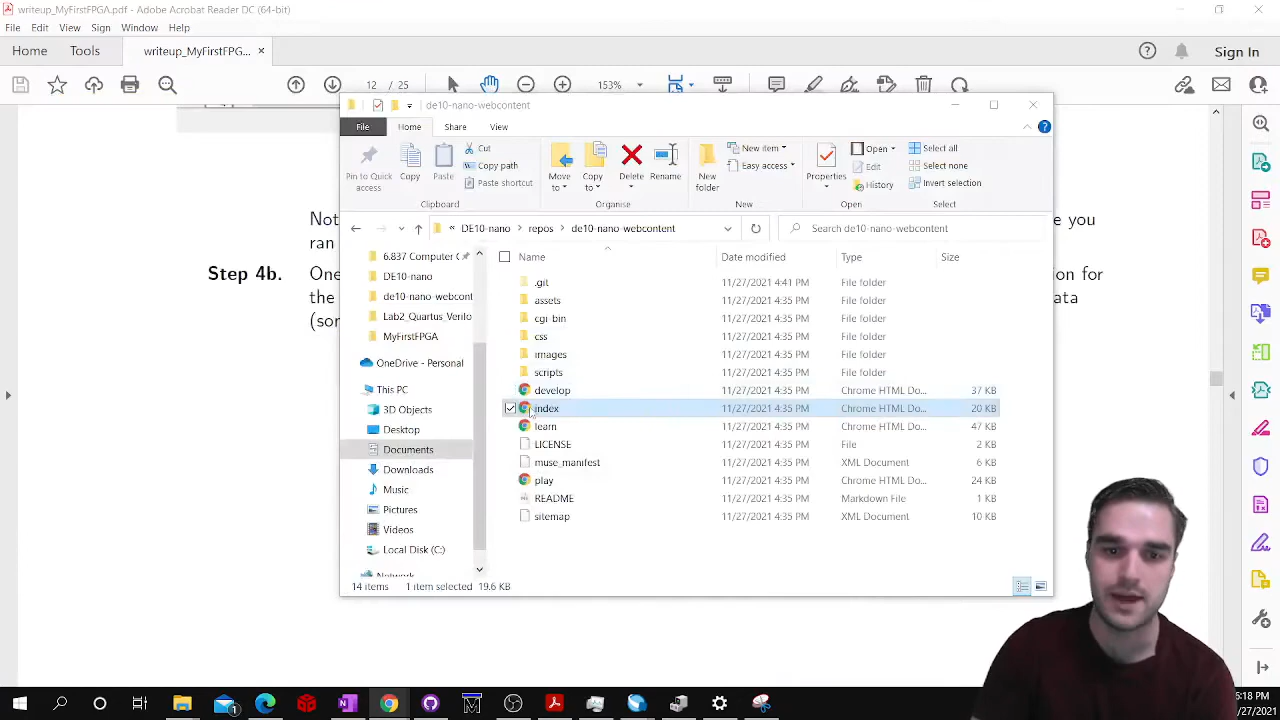 writeup_MyFirstFPGA.pdf - Adobe Acrobat Reader DC (64-bit)
File Edit View Sign Window Help
Home Tools writeup_MyFirstFPG... × Sign In
12 / 25 153%
de10-nano-webcontent
File Home Share View
Pin to Quick access
Copy
Paste
Cut
Copy path
Paste shortcut
Move to
Copy to
Delete
Rename
New folder
New item
Easy access
Properties
Open
Edit
History
Select all
Select none
Invert selection
Clipboard Organise New Open Select
« DE10-nano › repos › de10-nano-webcontent
Search de10-nano-webcontent
Not
ran
e you
Step 4b. One
the
(sor
on for
ata
6.837 Computer
DE10-nano
de10-nano-webcont
Lab2_Quartus_Verilo
MyFirstFPGA
OneDrive - Personal
This PC
3D Objects
Desktop
Documents
Downloads
Music
Pictures
Videos
Local Disk (C:)
Network
Name Date modified Type Size
.git 11/27/2021 4:41 PM File folder
assets 11/27/2021 4:35 PM File folder
cgi-bin 11/27/2021 4:35 PM File folder
css 11/27/2021 4:35 PM File folder
images 11/27/2021 4:35 PM File folder
scripts 11/27/2021 4:35 PM File folder
develop 11/27/2021 4:35 PM Chrome HTML Do... 37 KB
index 11/27/2021 4:35 PM Chrome HTML Do... 20 KB
learn 11/27/2021 4:35 PM Chrome HTML Do... 47 KB
LICENSE 11/27/2021 4:35 PM File 2 KB
muse_manifest 11/27/2021 4:35 PM XML Document 6 KB
play 11/27/2021 4:35 PM Chrome HTML Do... 24 KB
README 11/27/2021 4:35 PM Markdown File 1 KB
sitemap 11/27/2021 4:35 PM XML Document 10 KB
14 items 1 item selected 19.6 KB
5:18 PM
/27/2021